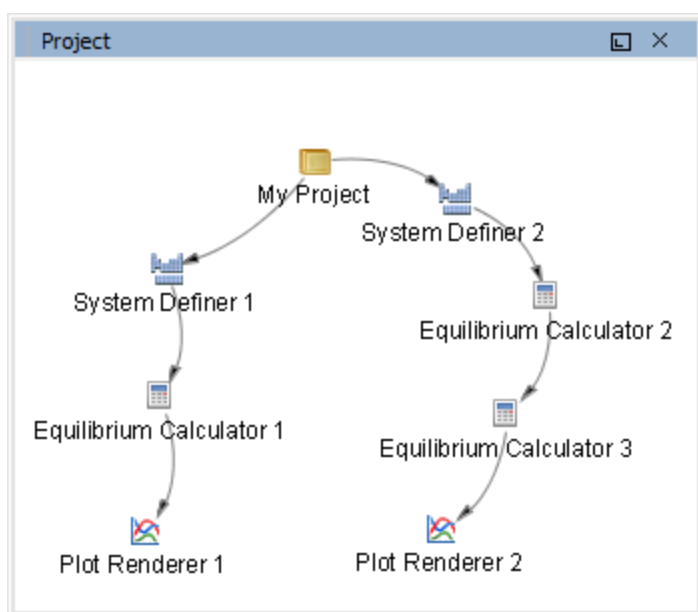 Project
My Project
System Definer 2
System Definer 1
Equilibrium Calculator 2
Equilibrium Calculator 1
Equilibrium Calculator 3
Plot Renderer 1
Plot Renderer 2